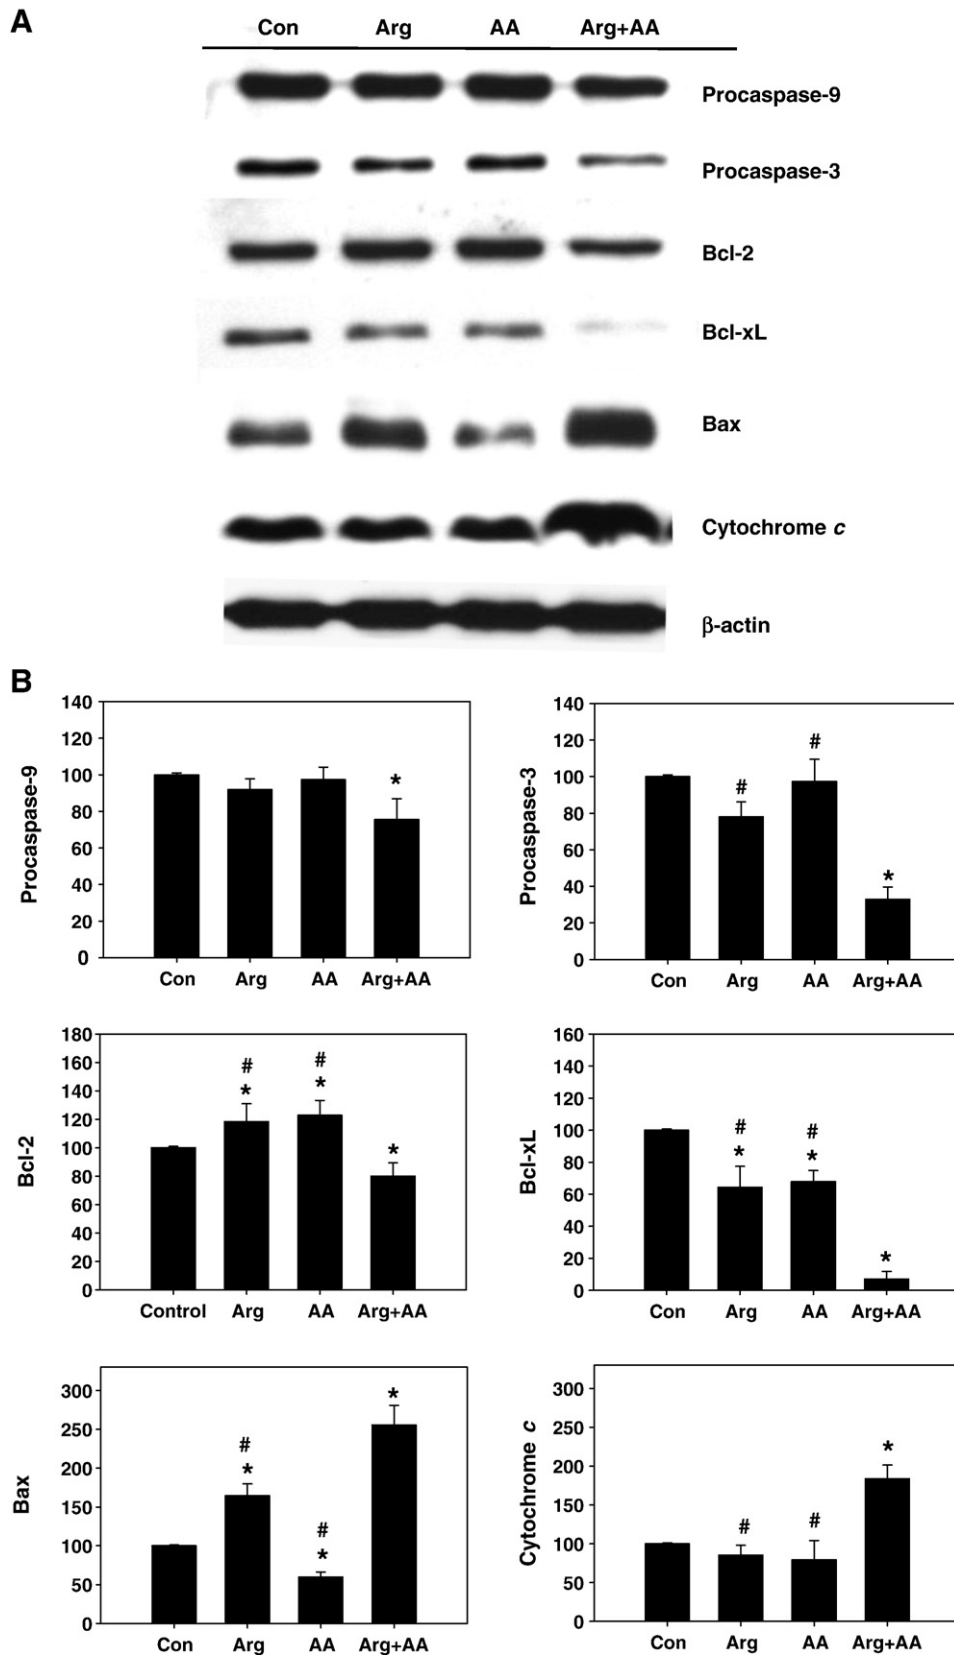 A
Con Arg AA Arg+AA
Procaspase-9
Procaspase-3
Bcl-2
Bcl-xL
Bax
Cytochrome c
β-actin
B
Procaspase-9
140
120
100
80
60
40
20
0
Con Arg AA Arg+AA
*
Procaspase-3
140
120
100
80
60
40
20
0
Con Arg AA Arg+AA
# # *
Bcl-2
180
160
140
120
100
80
60
40
20
0
Control Arg AA Arg+AA
# #
* * *
Bcl-xL
160
140
120
100
80
60
40
20
0
Con Arg AA Arg+AA
# #
* * *
Bax
300
250
200
150
100
50
0
Con Arg AA Arg+AA
# #
* * *
Cytochrome c
300
250
200
150
100
50
0
Con Arg AA Arg+AA
# # *